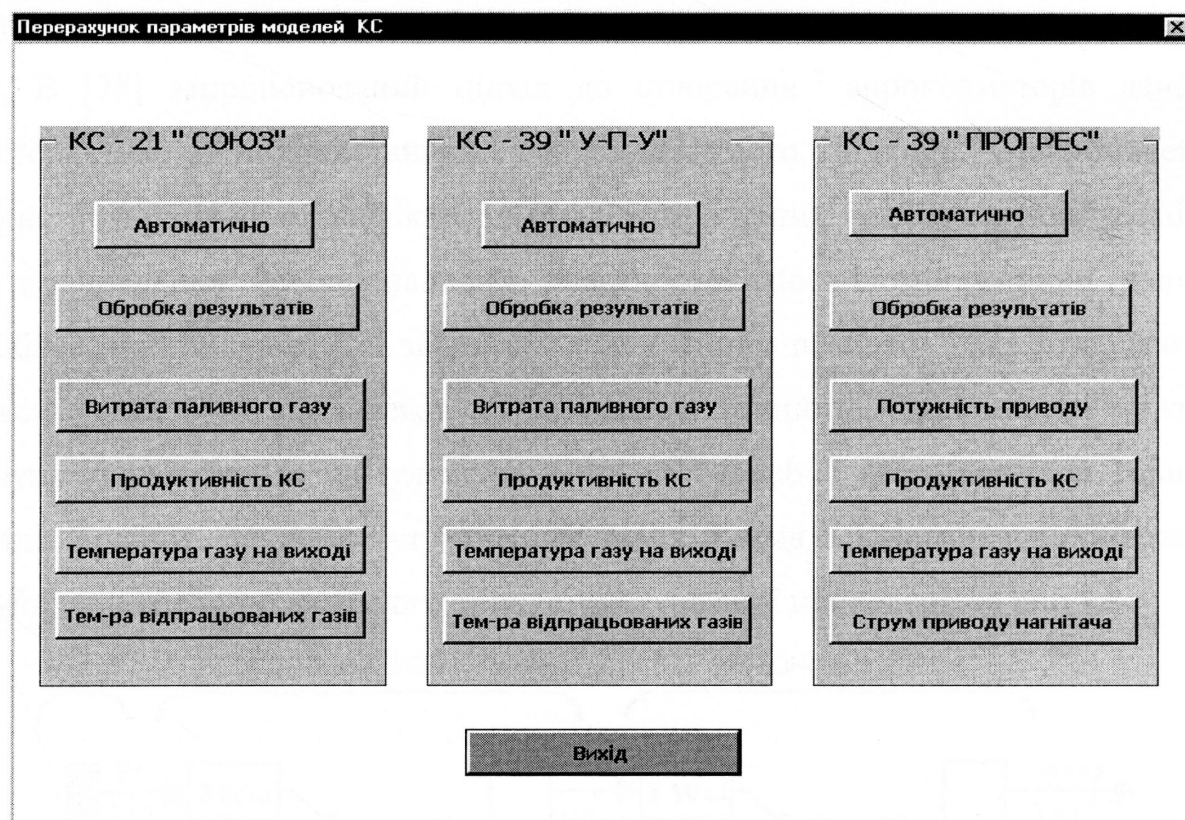 Перерахунок параметрів моделей КС
КС - 21 " СОЮЗ"
Автоматично
Обробка результатів
Витрата паливного газу
Продуктивність КС
Температура газу на виході
Тем-ра відпрацьованих газів
КС - 39 " У-П-У"
Автоматично
Обробка результатів
Витрата паливного газу
Продуктивність КС
Температура газу на виході
Тем-ра відпрацьованих газів
КС - 39 " ПРОГРЕС"
Автоматично
Обробка результатів
Потужність приводу
Продуктивність КС
Температура газу на виході
Струм приводу нагнітача
Вихід